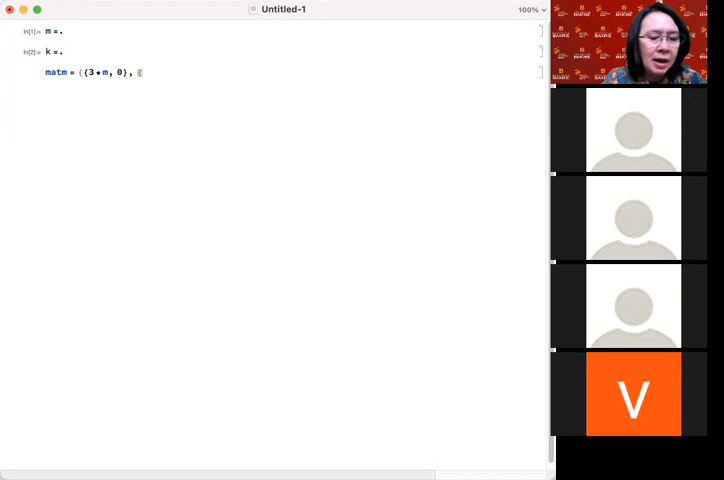 Untitled-1
100%
In[1]:= m =.
In[2]:= k =.
matm = {{3 * m, 0}, {
V